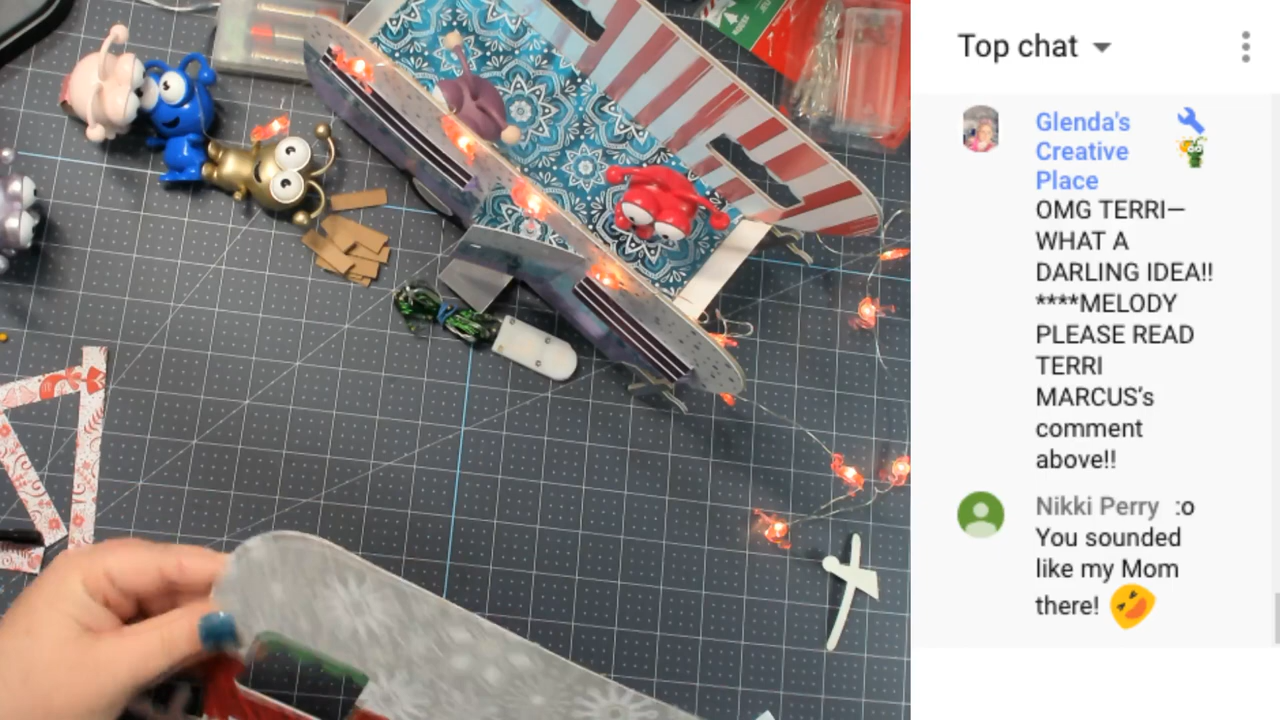 Top chat
Glenda's
Creative
Place
OMG TERRI—
WHAT A
DARLING IDEA!!
****MELODY
PLEASE READ
TERRI
MARCUS's
comment
above!!
Nikki Perry :o
You sounded
like my Mom
there! 🤣